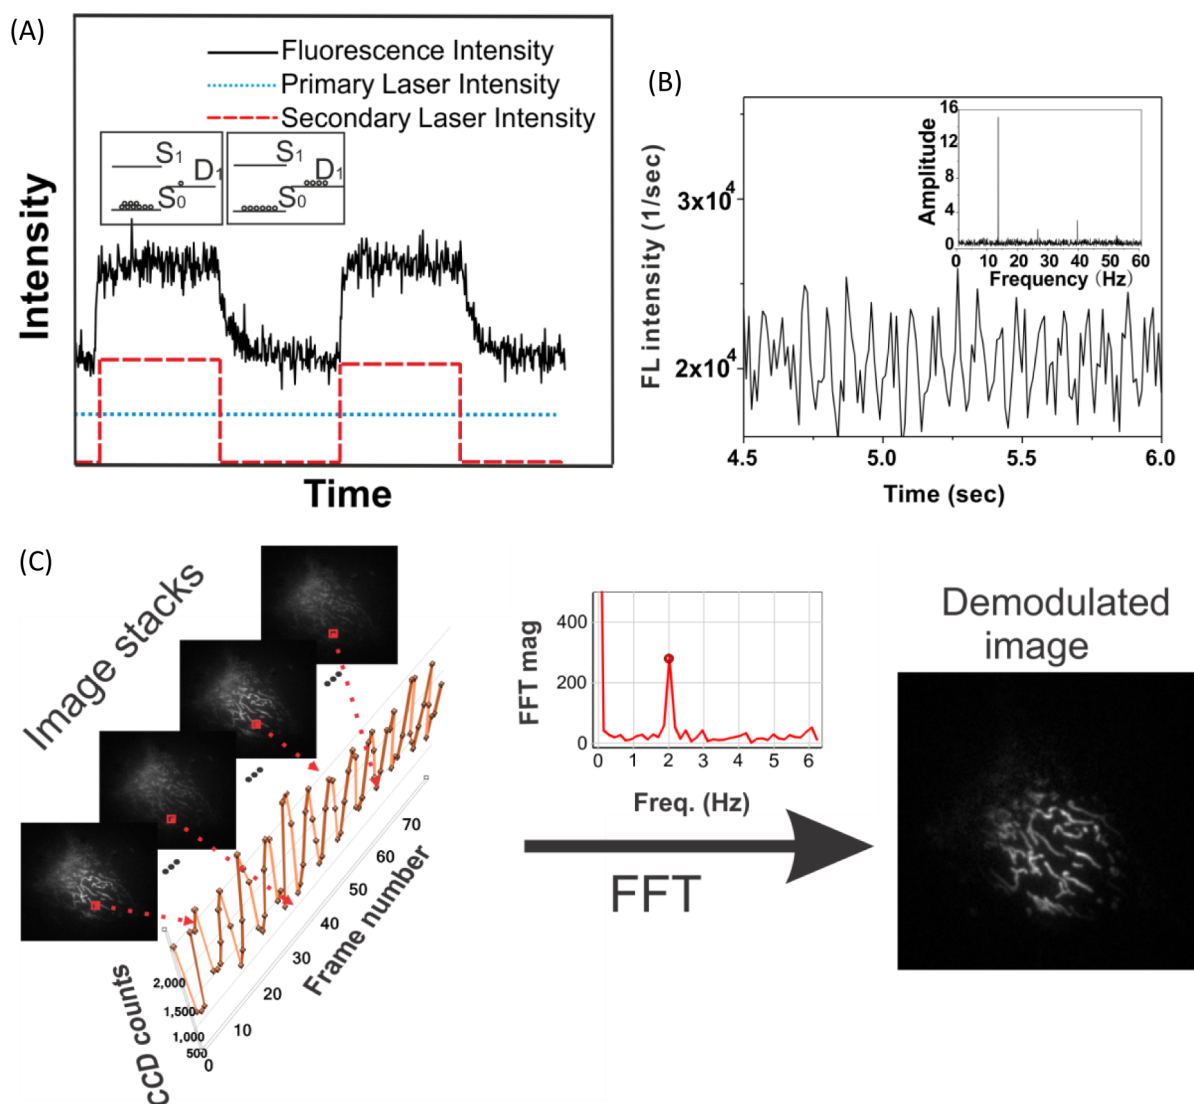 (A)
Fluorescence Intensity
Primary Laser Intensity
Secondary Laser Intensity
S1
D1
S0
S1
D1
S0
Intensity
Time
(B)
FL intensity (1/sec)
3x10^4
2x10^4
4.5 5.0 5.5 6.0
Time (sec)
Amplitude
16
12
8
4
0
0 10 20 30 40 50 60
Frequency (Hz)
(C)
Image stacks
CCD counts
2,000
1,500
1,000
500
0
10
20
30
40
50
60
70
Frame number
FFT mag
400
200
0
0 1 2 3 4 5 6
Freq. (Hz)
FFT
Demodulated
image